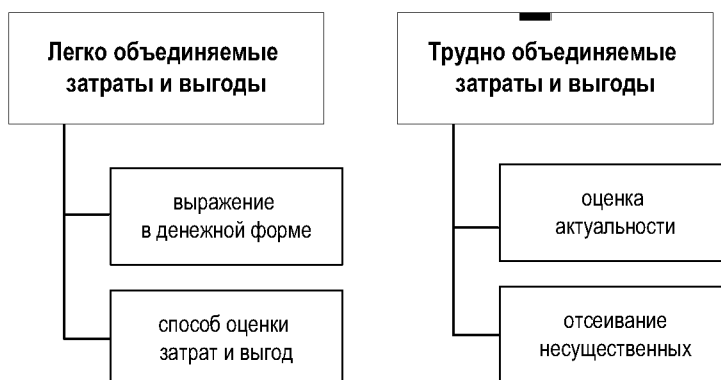 Легко объединяемые
затраты и выгоды
выражение
в денежной форме
способ оценки
затрат и выгод
Трудно объединяемые
затраты и выгоды
оценка
актуальности
отсеивание
несущественных